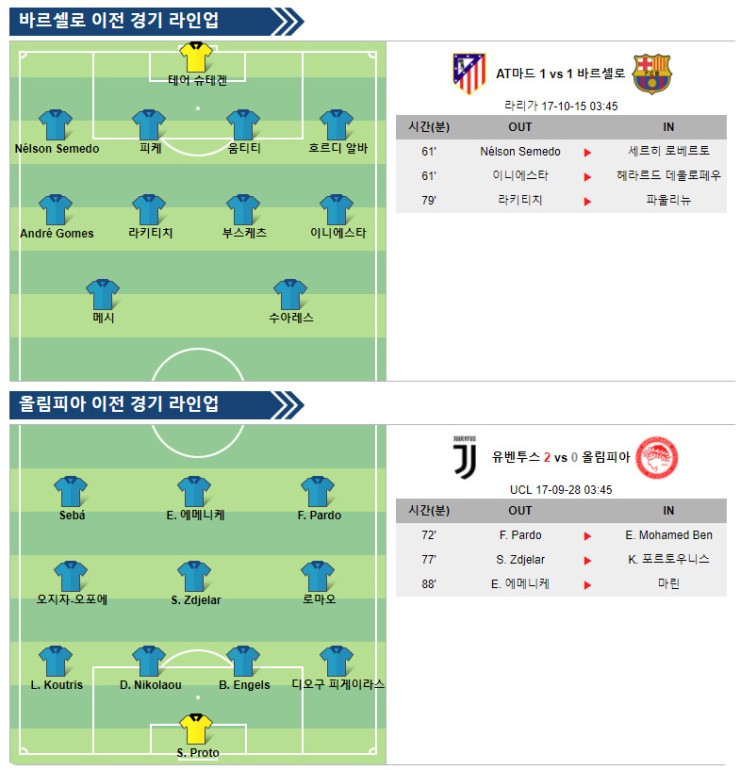 바르셀로 이전 경기 라인업
테어 슈테겐
Nélson Semedo 피케 움티티 호르디 알바
André Gomes 라키티치 부스케츠 이니에스타
메시 수아레스
AT마드 1 vs 1 바르셀로
라리가 17-10-15 03:45
시간(분) OUT IN
61' Nélson Semedo 세르히 로베르토
61' 이니에스타 헤라르드 데울로페우
79' 라키티치 파울리뉴
올림피아 이전 경기 라인업
Sebá E. 에메니케 F. Pardo
오지자-오포에 S. Zdjelar 로마오
L. Koutris D. Nikolaou B. Engels 디오구 피게이라스
S. Proto
JUVENTUS
유벤투스 2 vs 0 올림피아
UCL 17-09-28 03:45
시간(분) OUT IN
72' F. Pardo E. Mohamed Ben
77' S. Zdjelar K. 포르토우니스
88' E. 에메니케 마린